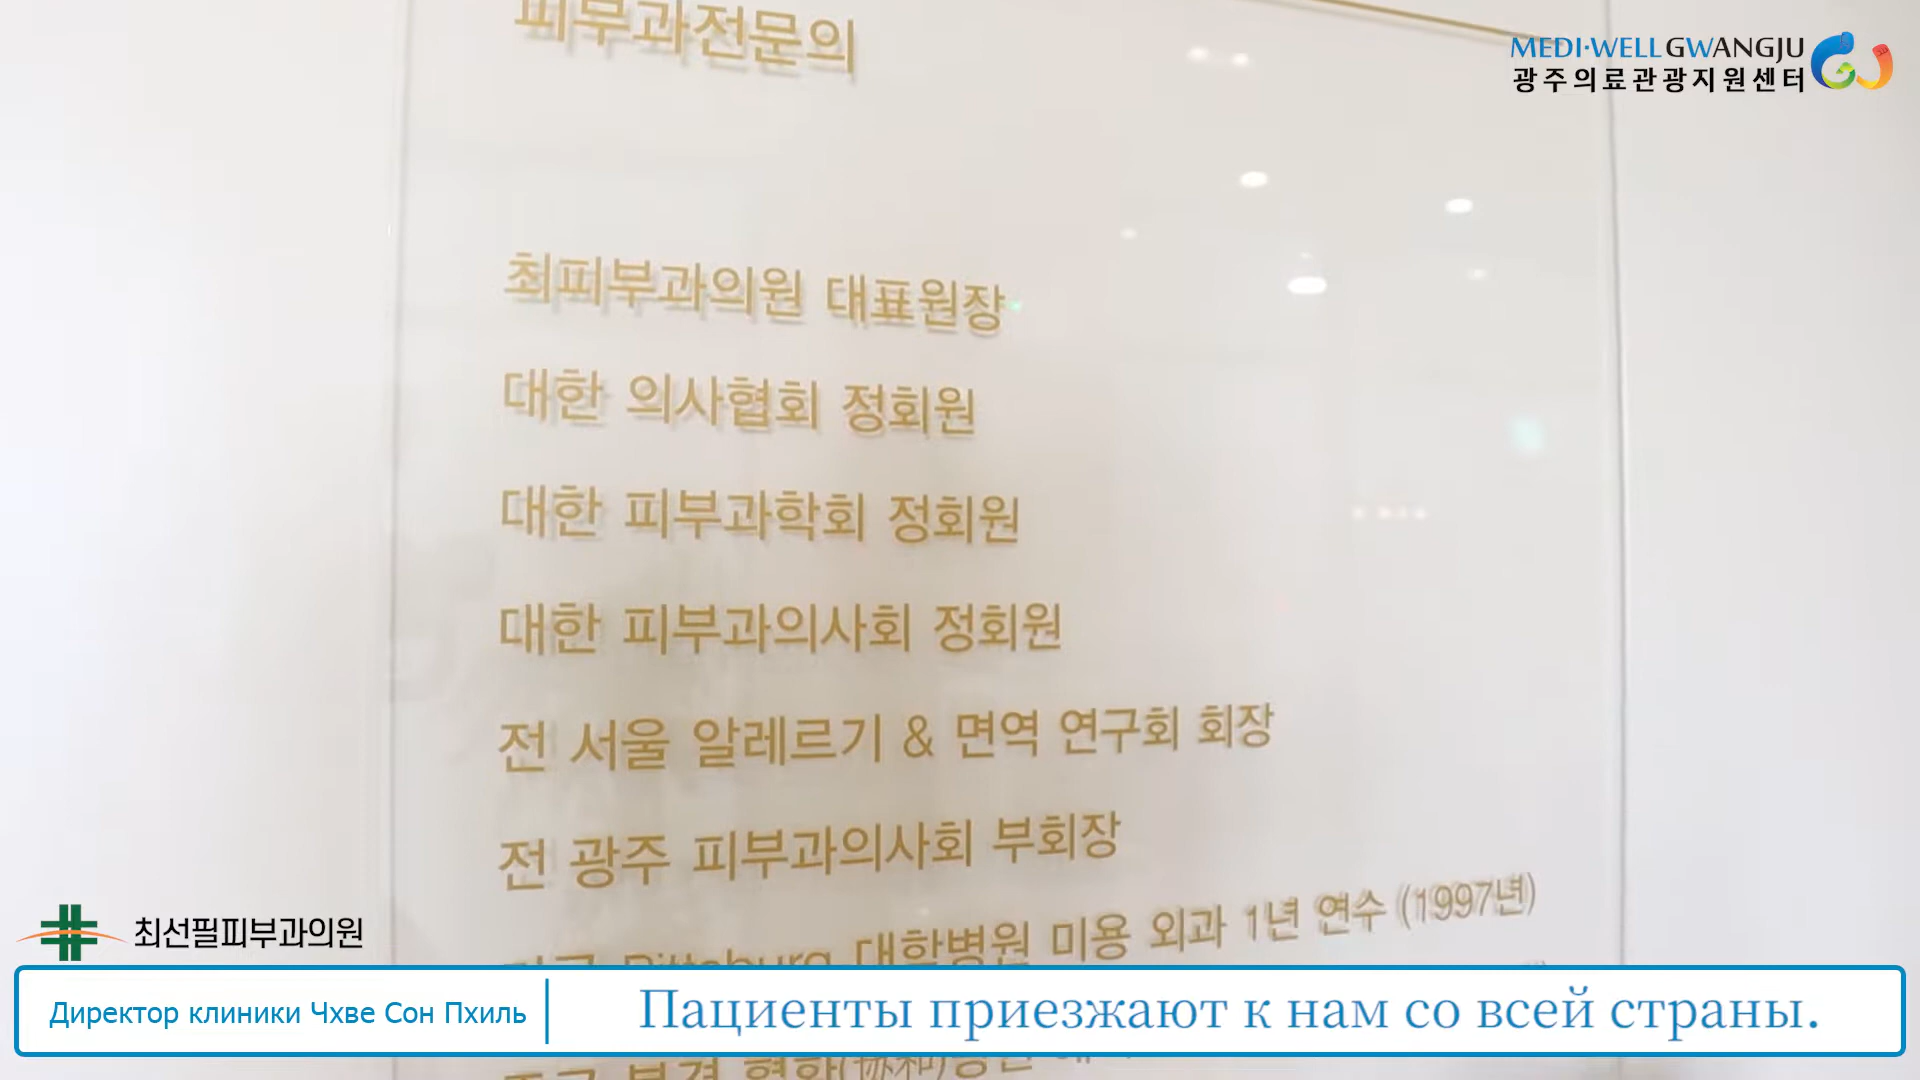 피부과전문의
MEDI·WELL GWANGJU
광주의료관광지원센터
최피부과의원 대표원장
대한 의사협회 정회원
대한 피부과학회 정회원
대한 피부과의사회 정회원
전 서울 알레르기 & 면역 연구회 회장
전 광주 피부과의사회 부회장
대학병원 미용 외과 1년 연수 (1997년)
최선필피부과의원
Директор клиники Чхве Сон Пхиль
Пациенты приезжают к нам со всей страны.